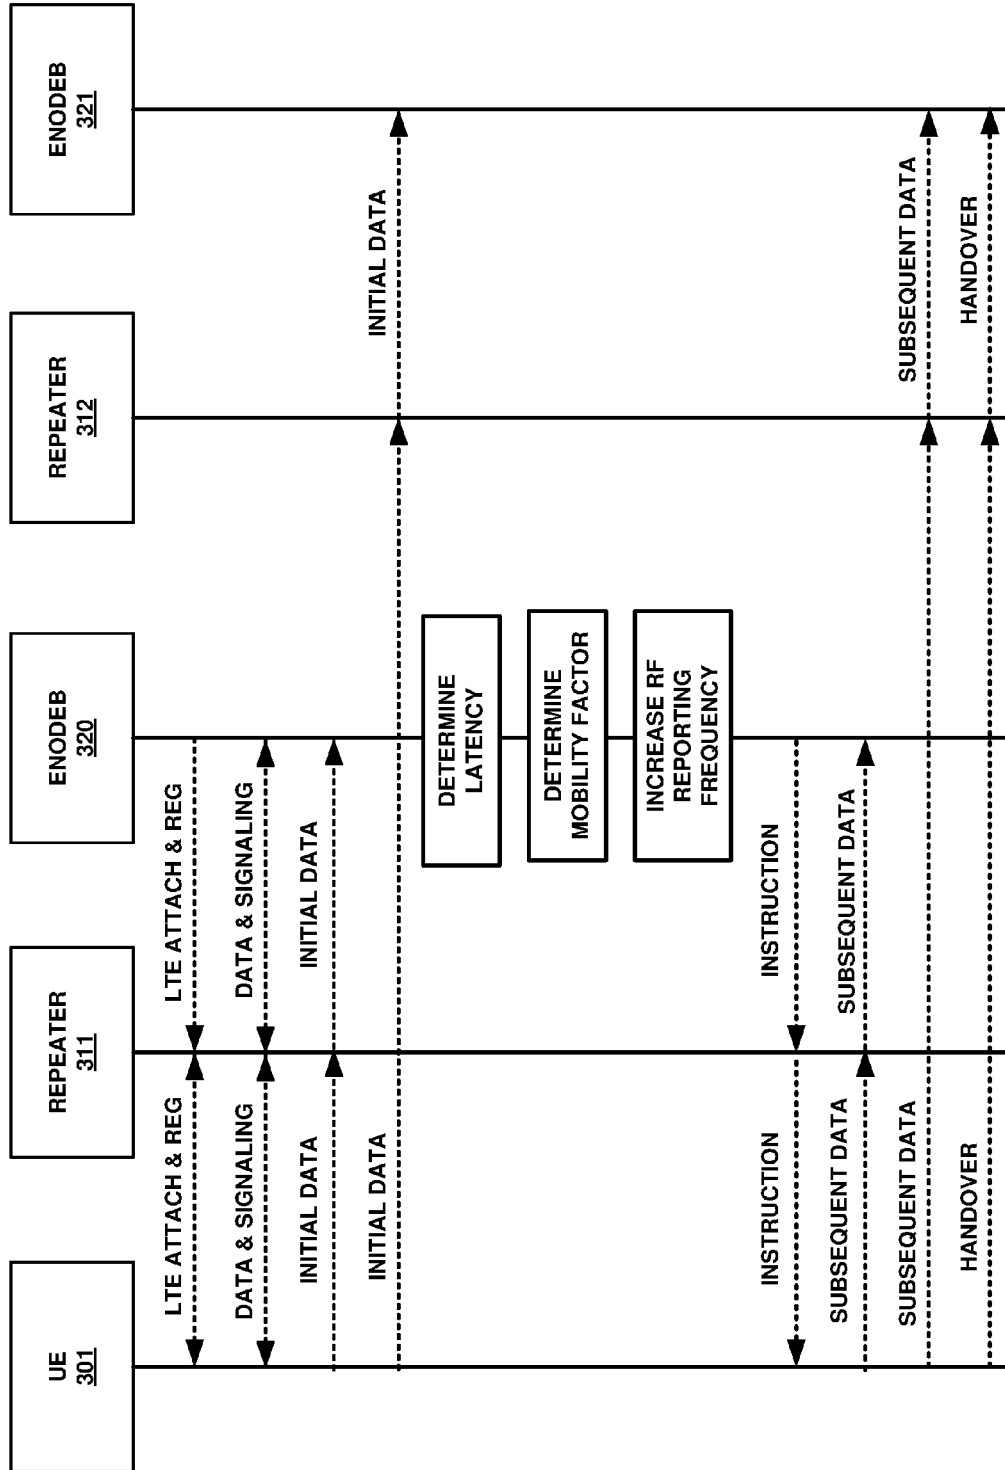 UE
301
REPEATER
311
ENODEB
320
REPEATER
312
ENODEB
321
LTE ATTACH & REG
LTE ATTACH & REG
DATA & SIGNALING
DATA & SIGNALING
INITIAL DATA
INITIAL DATA
INITIAL DATA
INITIAL DATA
DETERMINE
LATENCY
DETERMINE
MOBILITY FACTOR
INCREASE RF
REPORTING
FREQUENCY
INSTRUCTION
INSTRUCTION
SUBSEQUENT DATA
SUBSEQUENT DATA
SUBSEQUENT DATA
SUBSEQUENT DATA
HANDOVER
HANDOVER